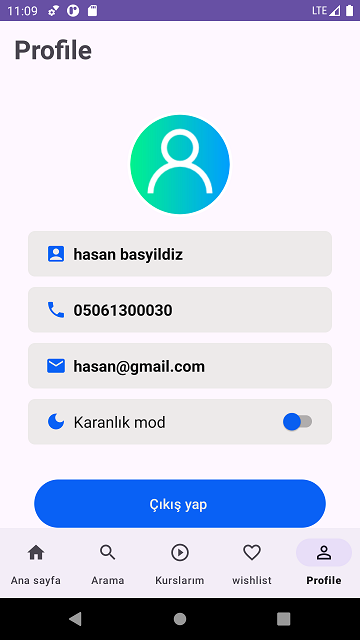 11:09
LTE
Profile
hasan basyildiz
05061300030
hasan@gmail.com
Karanlık mod
Çıkış yap
Ana sayfa
Arama
Kurslarım
wishlist
Profile